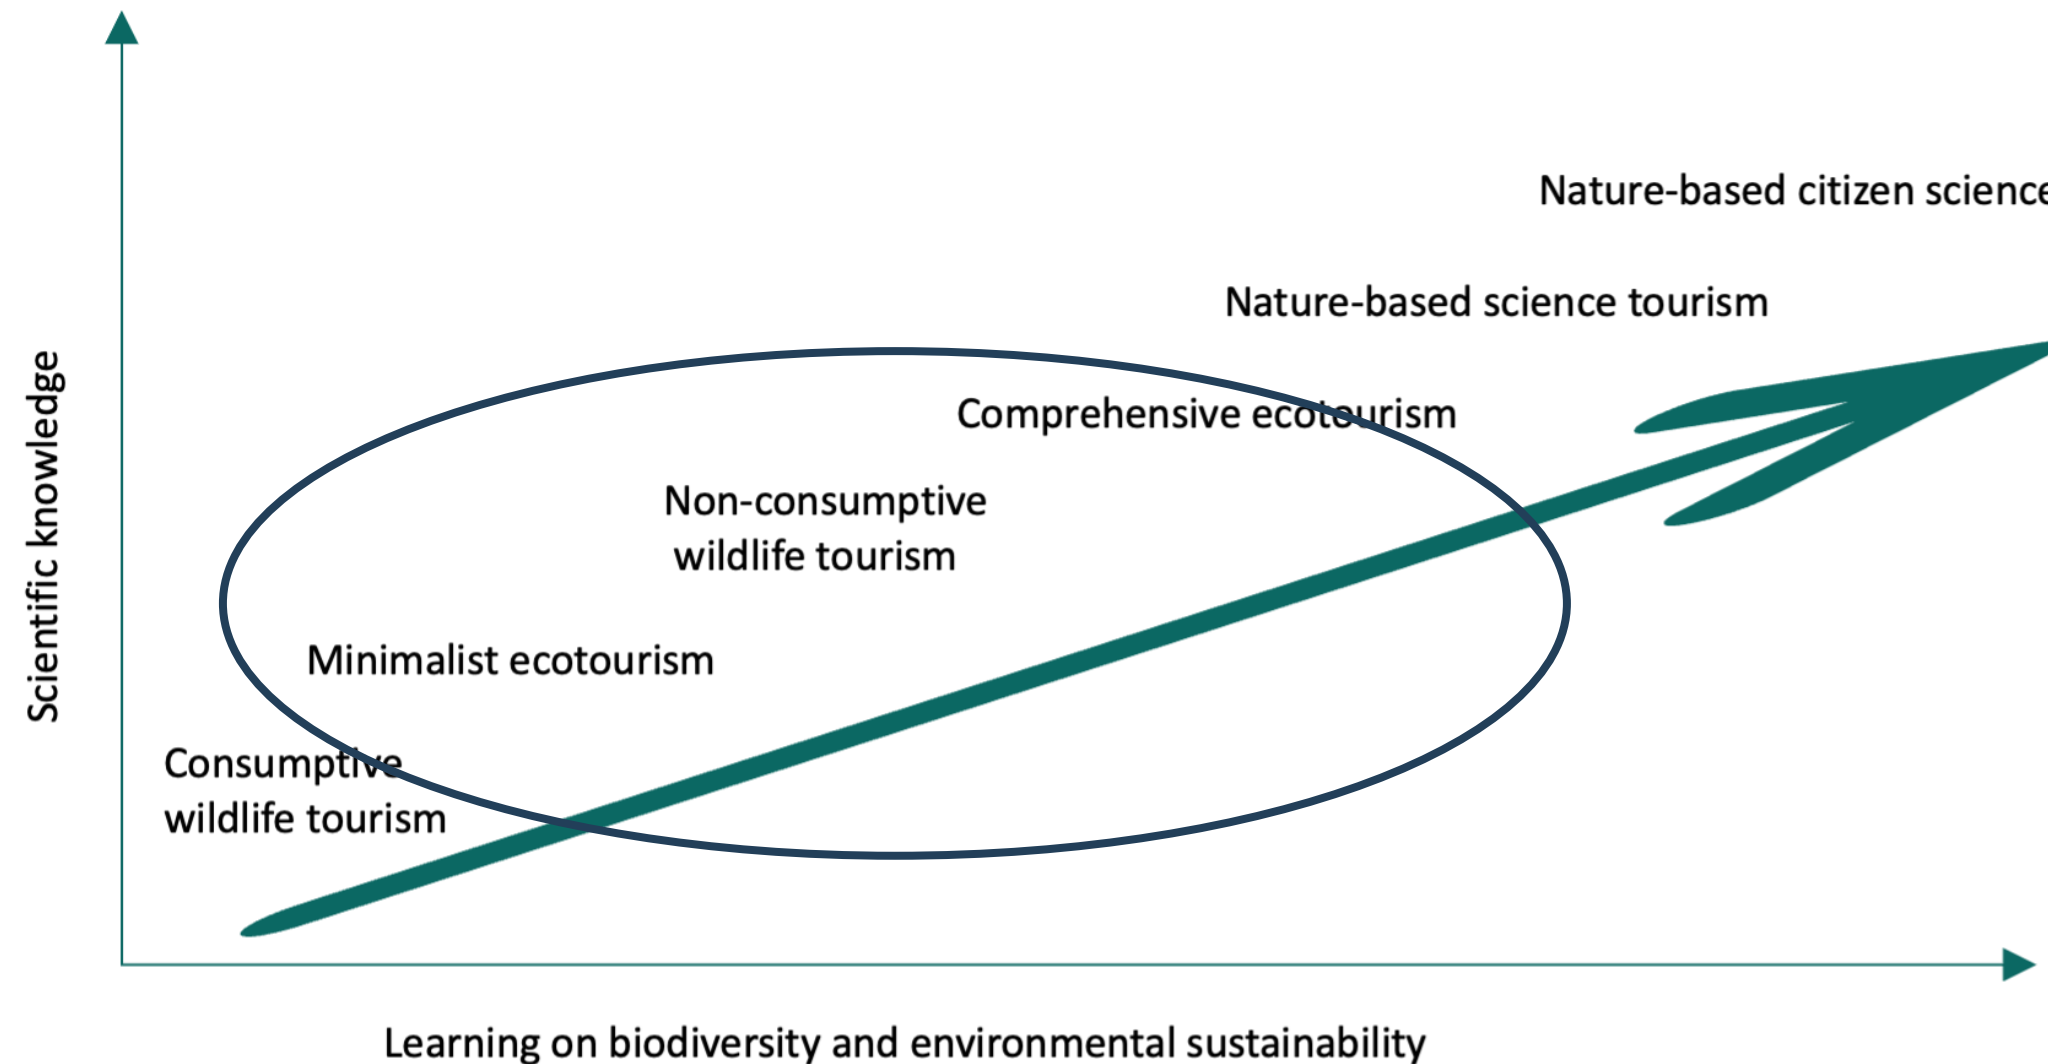 Nature-based citizen science
Nature-based science tourism
Comprehensive ecotourism
Non-consumptive
wildlife tourism
Minimalist ecotourism
Consumptive
wildlife tourism
Scientific knowledge
Learning on biodiversity and environmental sustainability